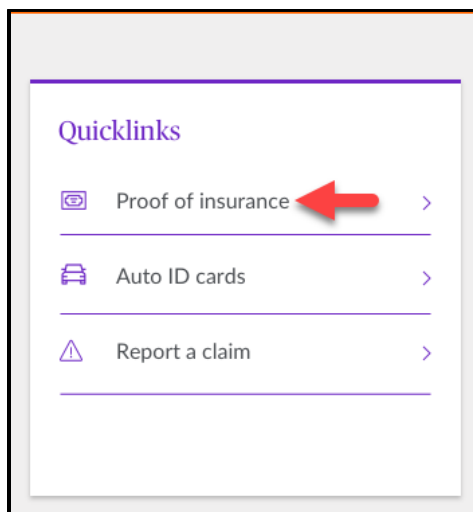 Quicklinks
Proof of insurance
Auto ID cards
Report a claim